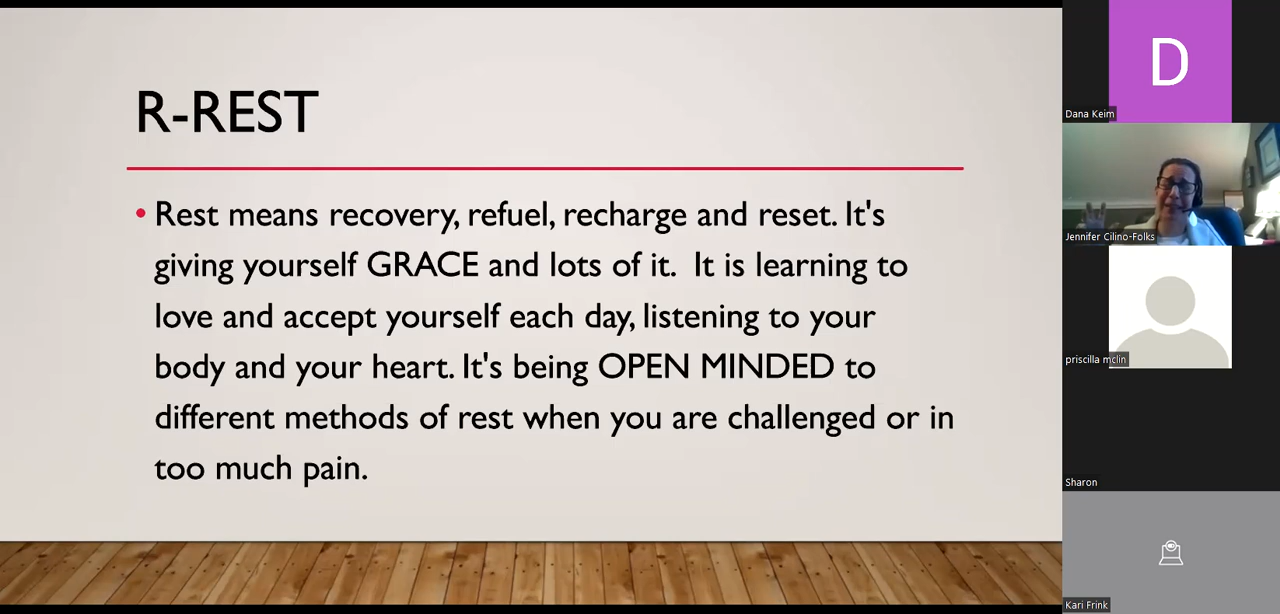 R-REST
• Rest means recovery, refuel, recharge and reset. It's
giving yourself GRACE and lots of it.  It is learning to
love and accept yourself each day, listening to your
body and your heart. It's being OPEN MINDED to
different methods of rest when you are challenged or in
too much pain.
D
Dana Keim
Jennifer Cilino-Folks
priscilla mclin
Sharon
Kari Frink